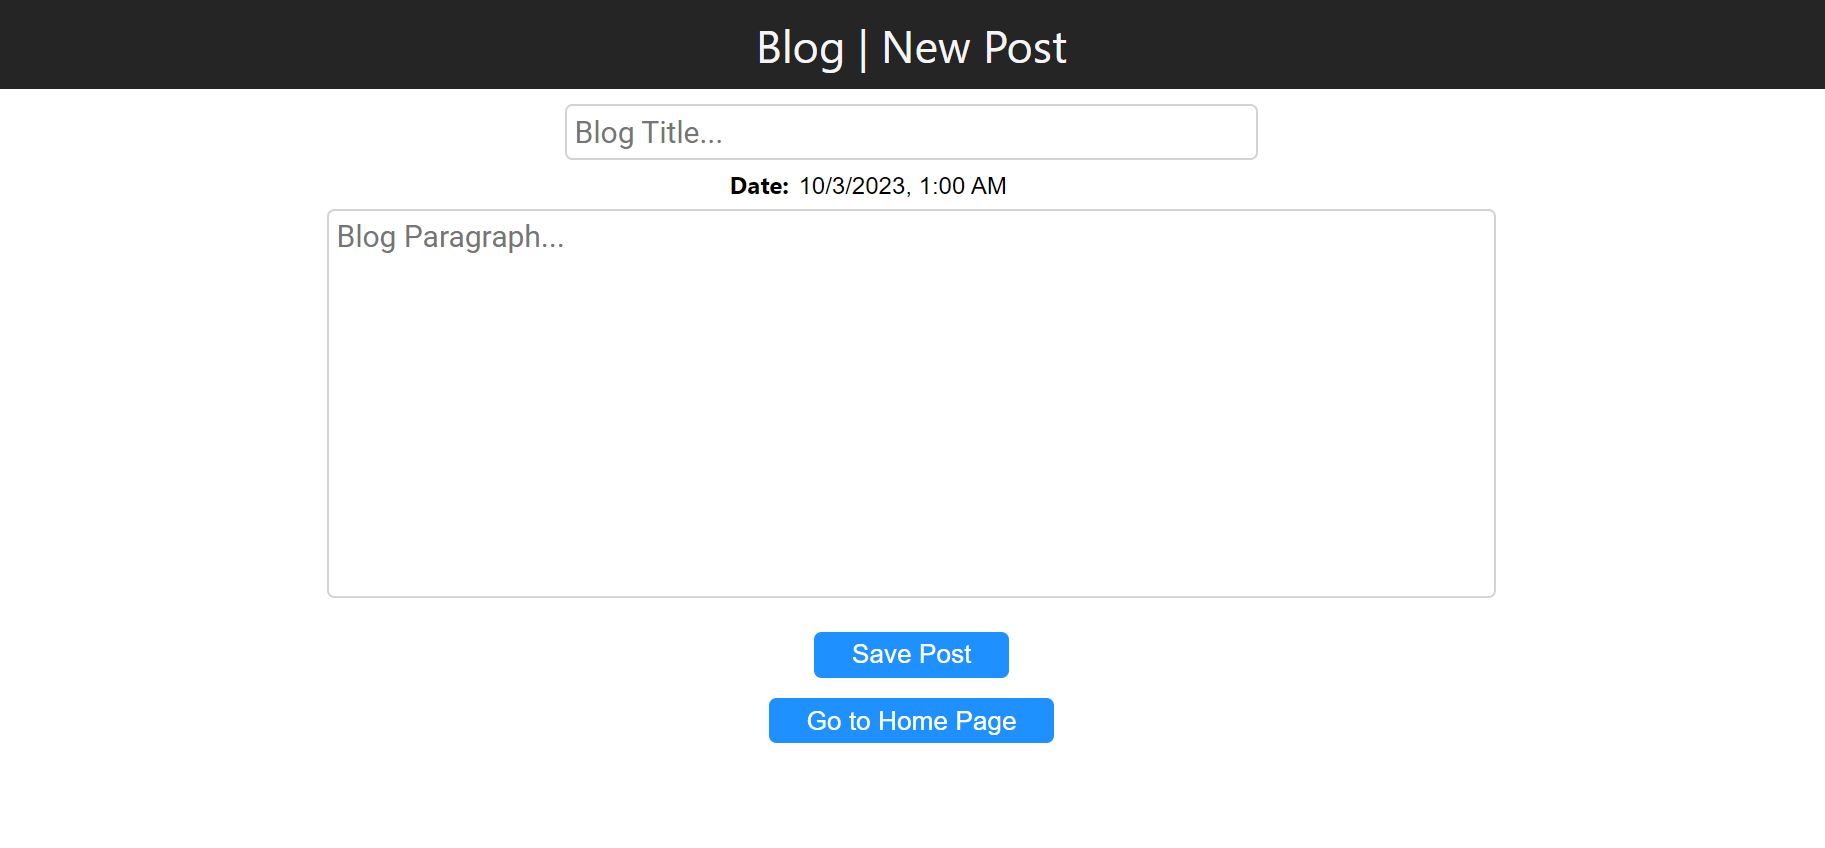 Blog | New Post
Blog Title...
Date: 10/3/2023, 1:00 AM
Blog Paragraph...
Save Post
Go to Home Page